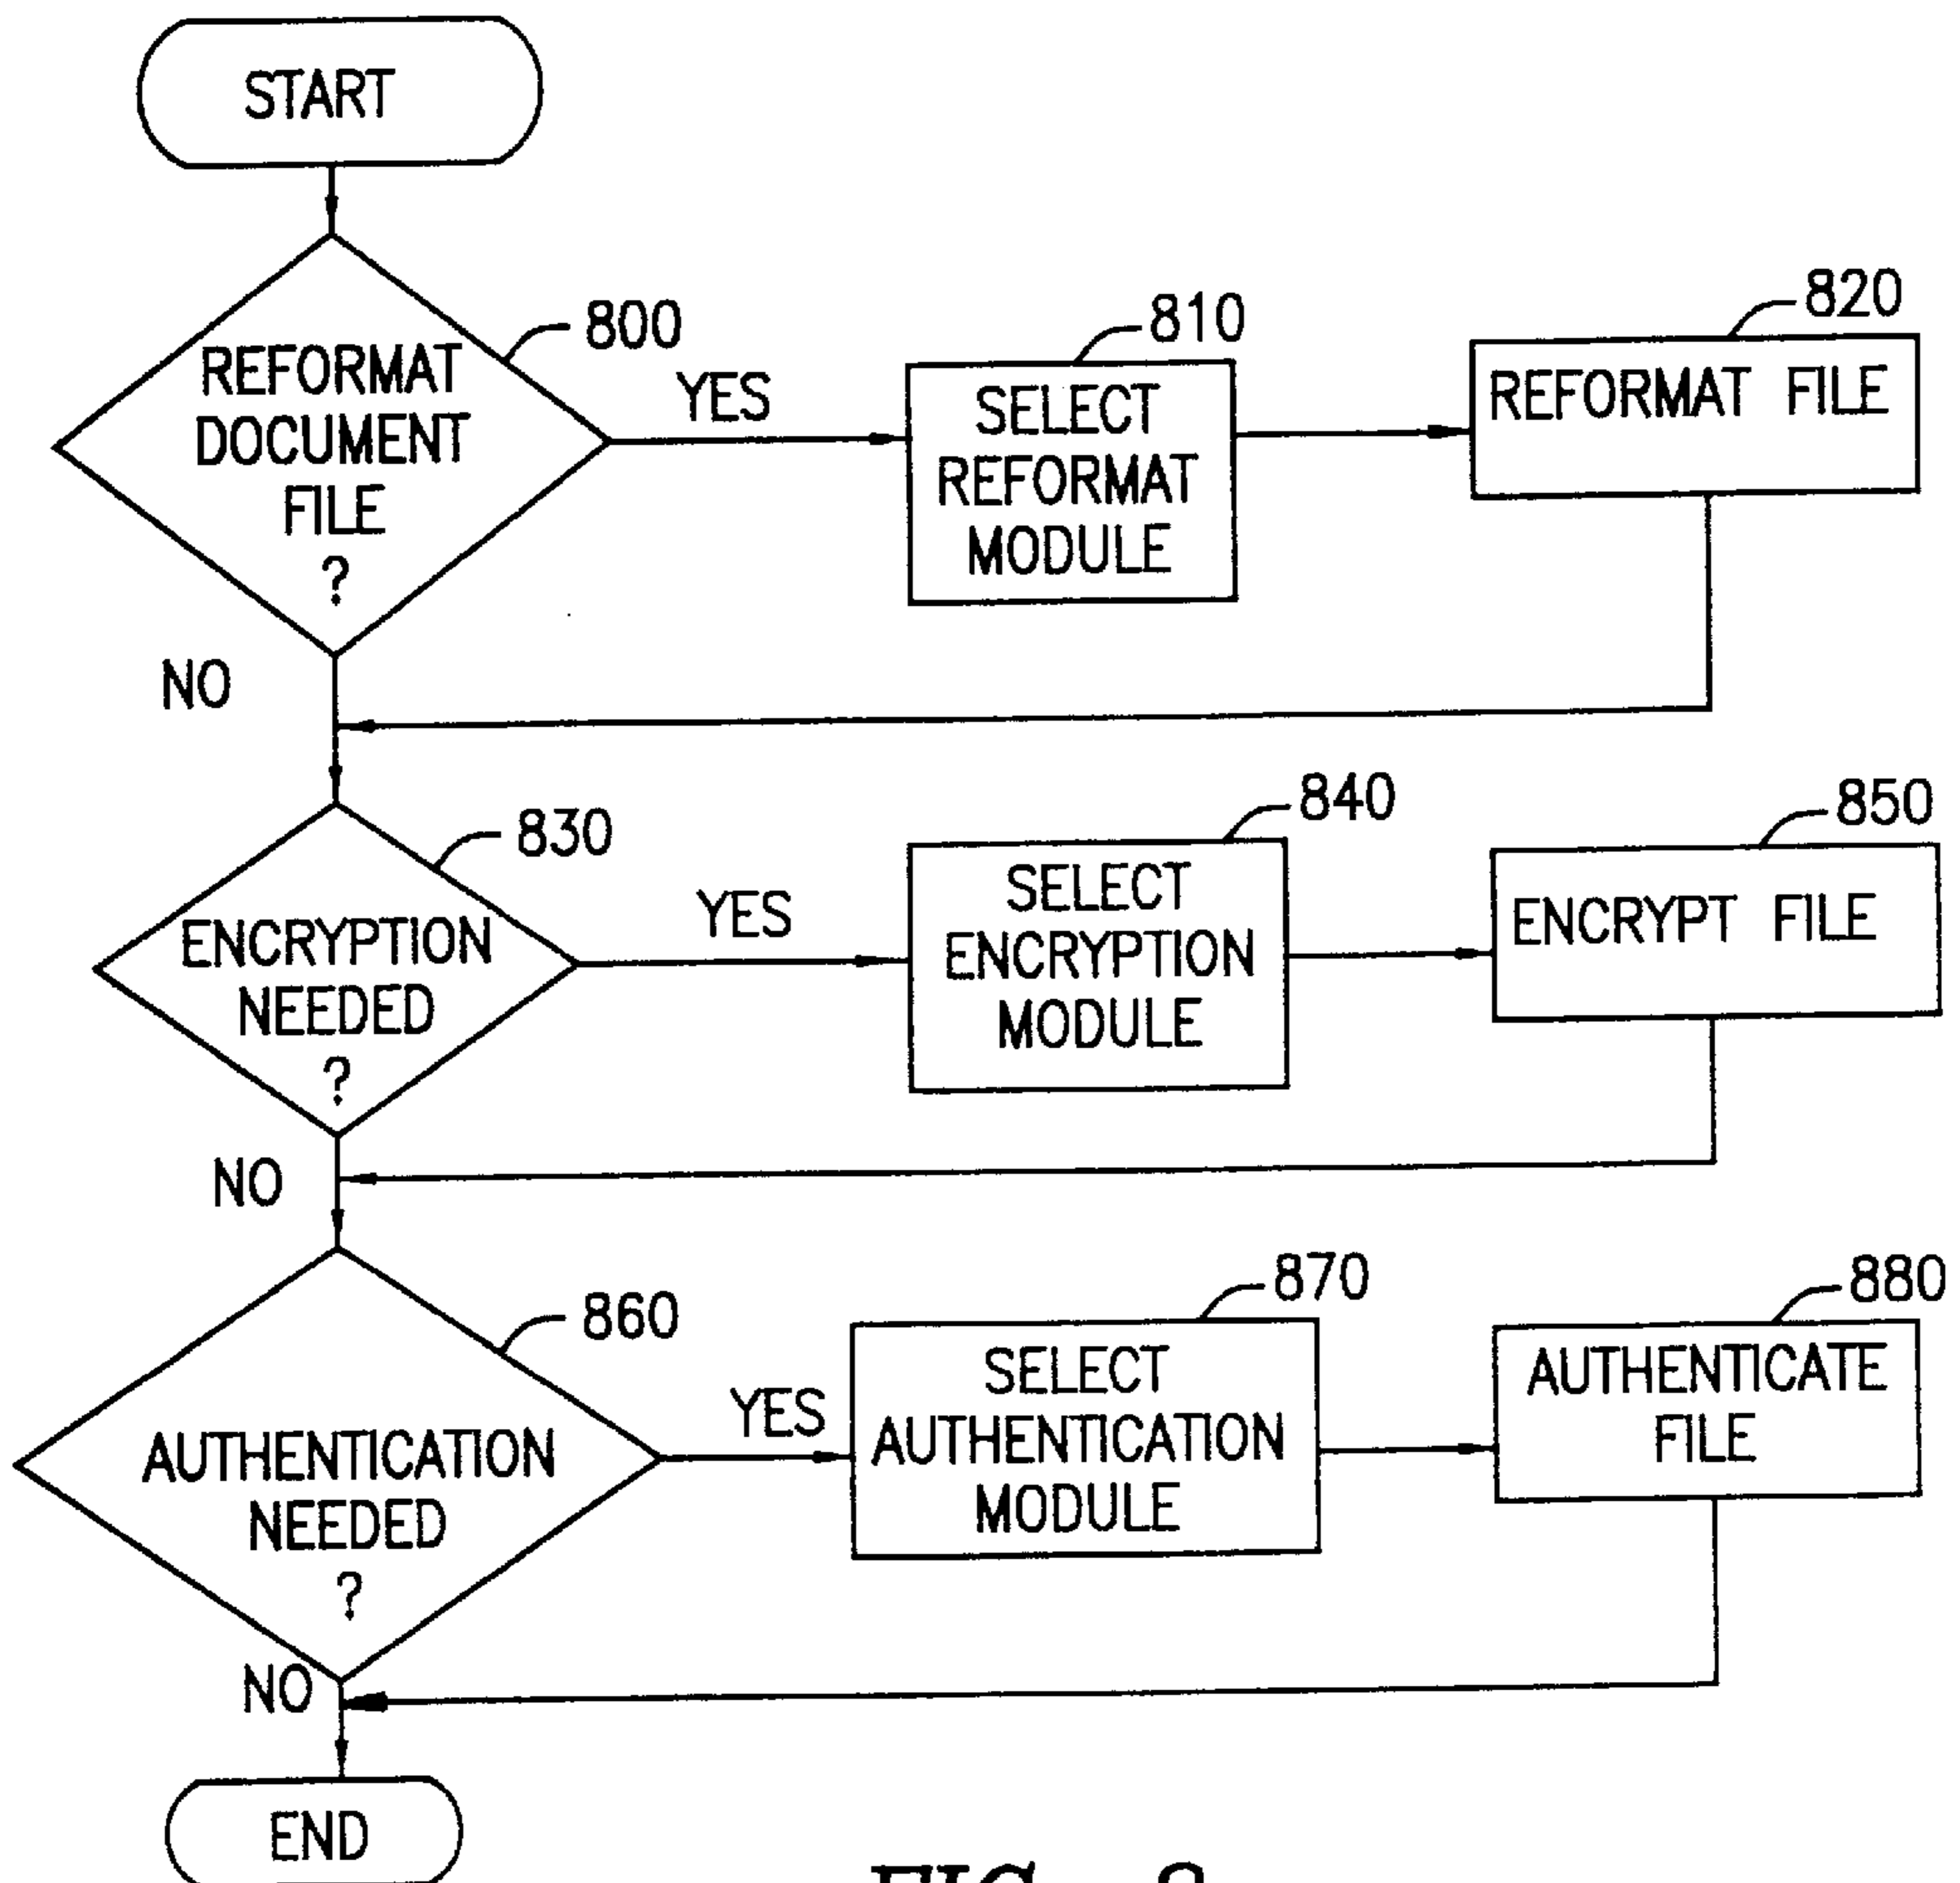 START
800
REFORMAT
DOCUMENT
FILE
?
YES
810
SELECT
REFORMAT
MODULE
820
REFORMAT FILE
NO
830
ENCRYPTION
NEEDED
?
YES
840
SELECT
ENCRYPTION
MODULE
850
ENCRYPT FILE
NO
860
AUTHENTICATION
NEEDED
?
YES
870
SELECT
AUTHENTICATION
MODULE
880
AUTHENTICATE
FILE
NO
END
FIG.